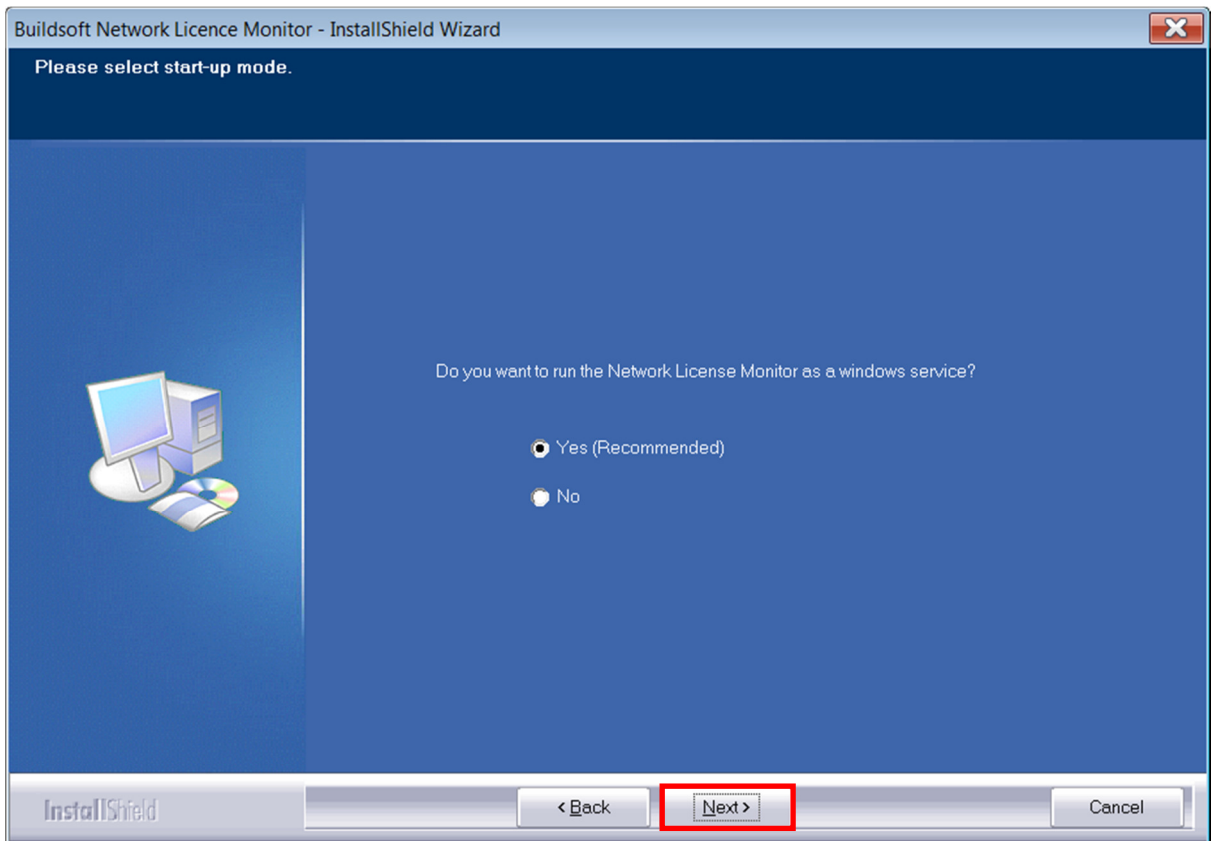 Buildsoft Network Licence Monitor - InstallShield Wizard
Please select start-up mode.
Do you want to run the Network License Monitor as a windows service?
Yes (Recommended)
No
InstallShield
< Back
Next >
Cancel